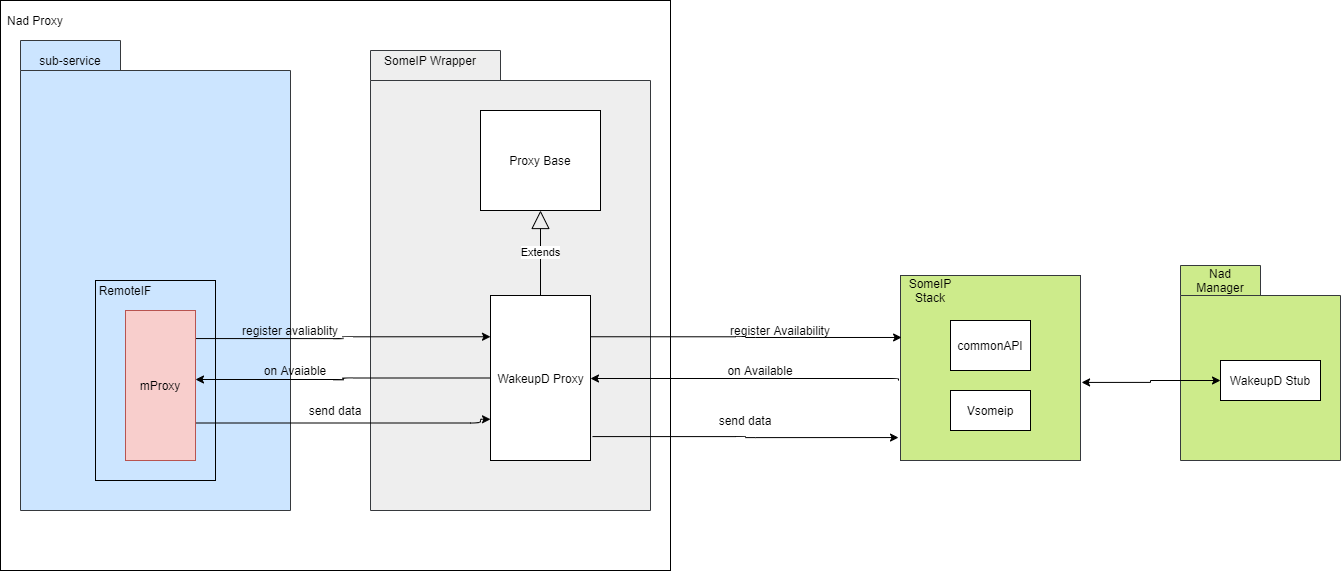 Nad Proxy
sub-service
SomeIP Wrapper
Proxy Base
Extends
RemoteIF
mProxy
register avaliablity
on Avaiable
send data
WakeupD Proxy
register Availability
on Available
send data
SomeIP
Stack
commonAPI
Vsomeip
Nad
Manager
WakeupD Stub